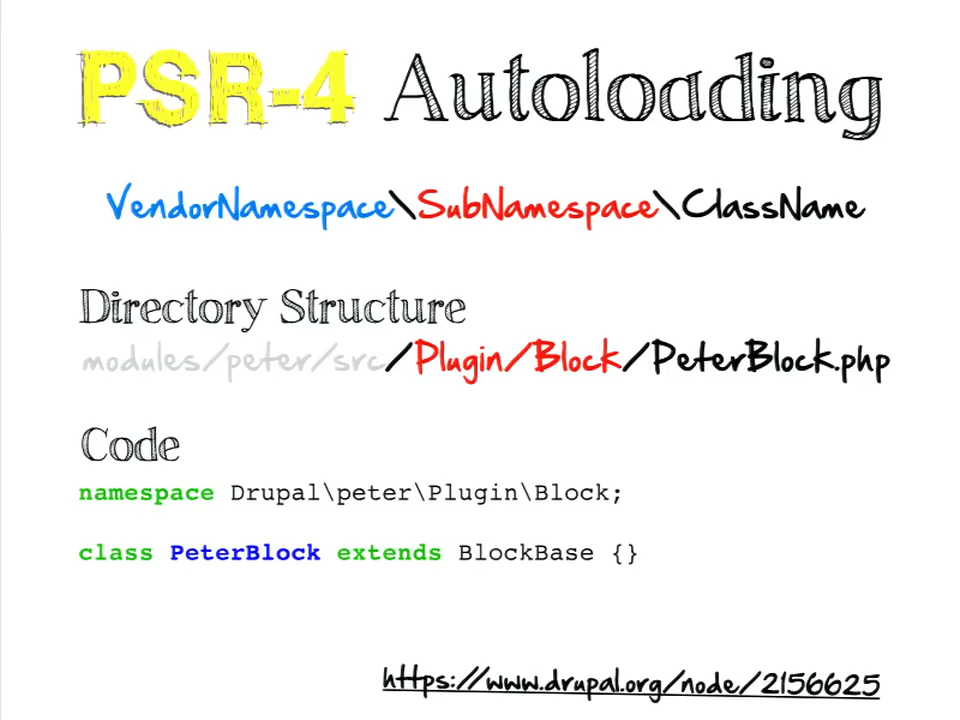 PSR-4 Autoloading
VendorNamespace\SubNamespace\ClassName
Directory Structure
modules/peter/src/Plugin/Block/PeterBlock.php
Code
namespace Drupal\peter\Plugin\Block;
class PeterBlock extends BlockBase {}
https://www.drupal.org/node/2156625